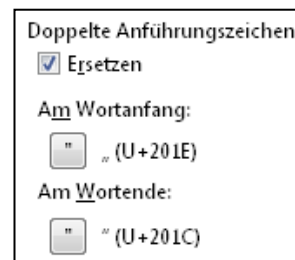 Doppelte Anführungszeichen
Ersetzen
Am Wortanfang:
" „ (U+201E)
Am Wortende:
" “ (U+201C)